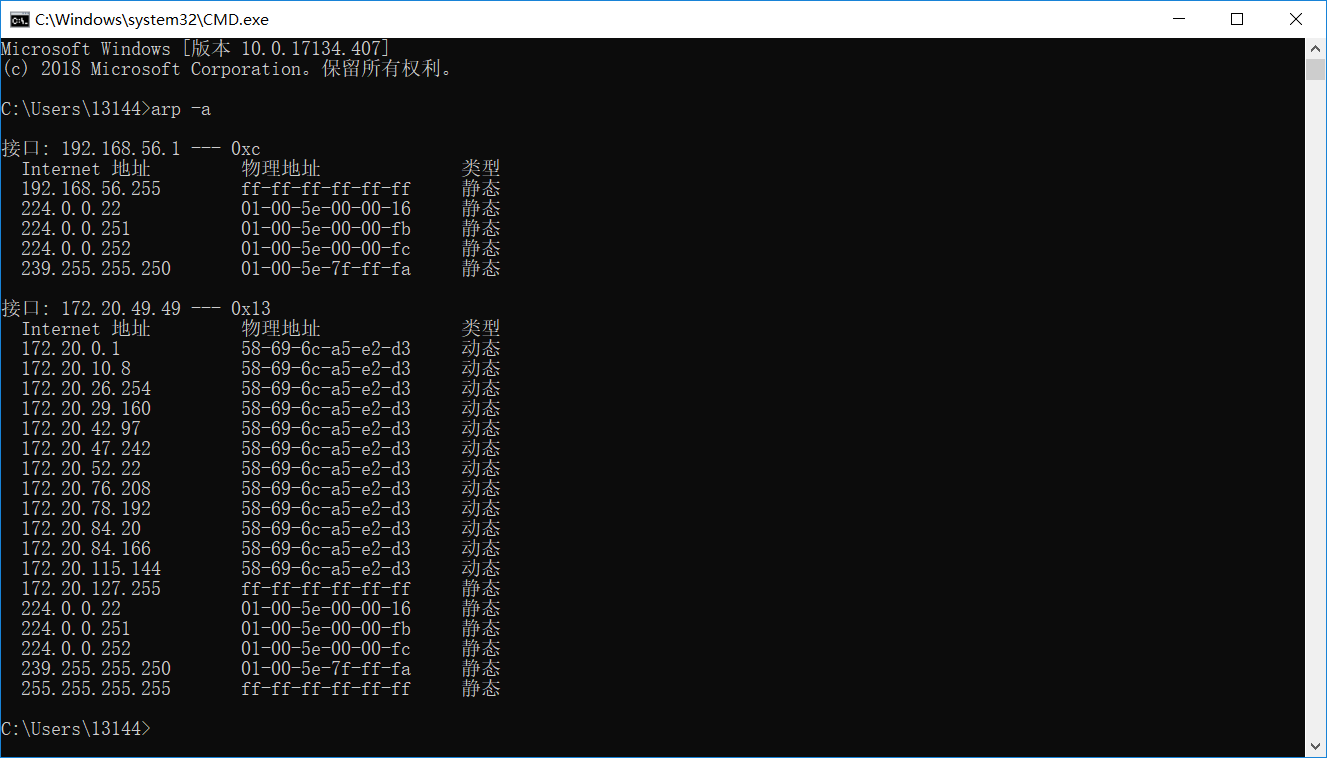 C:\Windows\system32\CMD.exe
Microsoft Windows [版本 10.0.17134.407]
(c) 2018 Microsoft Corporation。保留所有权利。
C:\Users\13144>arp -a
接口: 192.168.56.1 --- 0xc
  Internet 地址         物理地址              类型
  192.168.56.255        ff-ff-ff-ff-ff-ff     静态
  224.0.0.22            01-00-5e-00-00-16     静态
  224.0.0.251           01-00-5e-00-00-fb     静态
  224.0.0.252           01-00-5e-00-00-fc     静态
  239.255.255.250       01-00-5e-7f-ff-fa     静态
接口: 172.20.49.49 --- 0x13
  Internet 地址         物理地址              类型
  172.20.0.1            58-69-6c-a5-e2-d3     动态
  172.20.10.8           58-69-6c-a5-e2-d3     动态
  172.20.26.254         58-69-6c-a5-e2-d3     动态
  172.20.29.160         58-69-6c-a5-e2-d3     动态
  172.20.42.97          58-69-6c-a5-e2-d3     动态
  172.20.47.242         58-69-6c-a5-e2-d3     动态
  172.20.52.22          58-69-6c-a5-e2-d3     动态
  172.20.76.208         58-69-6c-a5-e2-d3     动态
  172.20.78.192         58-69-6c-a5-e2-d3     动态
  172.20.84.20          58-69-6c-a5-e2-d3     动态
  172.20.84.166         58-69-6c-a5-e2-d3     动态
  172.20.115.144        58-69-6c-a5-e2-d3     动态
  172.20.127.255        ff-ff-ff-ff-ff-ff     静态
  224.0.0.22            01-00-5e-00-00-16     静态
  224.0.0.251           01-00-5e-00-00-fb     静态
  224.0.0.252           01-00-5e-00-00-fc     静态
  239.255.255.250       01-00-5e-7f-ff-fa     静态
  255.255.255.255       ff-ff-ff-ff-ff-ff     静态
C:\Users\13144>